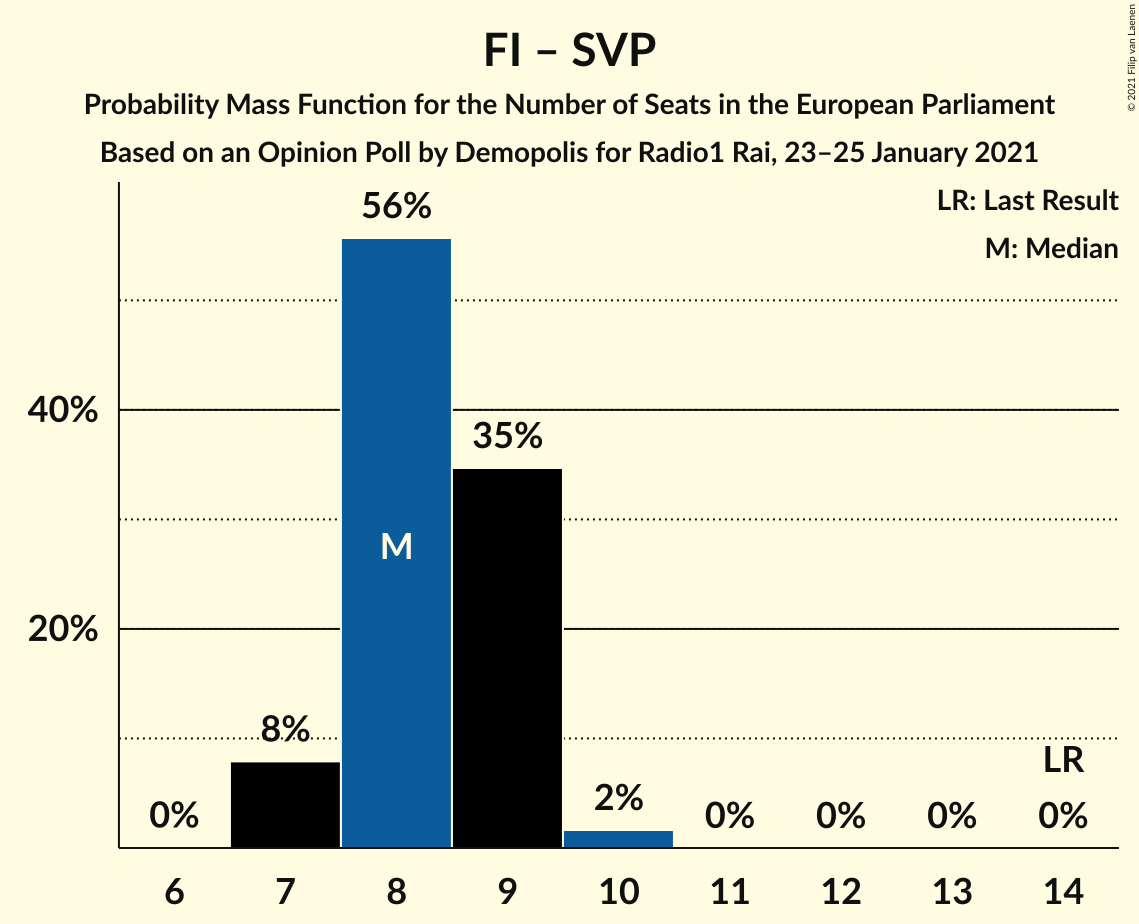 FI – SVP
Probability Mass Function for the Number of Seats in the European Parliament
Based on an Opinion Poll by Demopolis for Radio1 Rai, 23–25 January 2021
© 2021 Filip van Laenen
LR: Last Result
M: Median
56%
40%
35%
M
20%
8%
LR
0%
2%
0%
0%
0%
0%
6
7
8
9
10
11
12
13
14